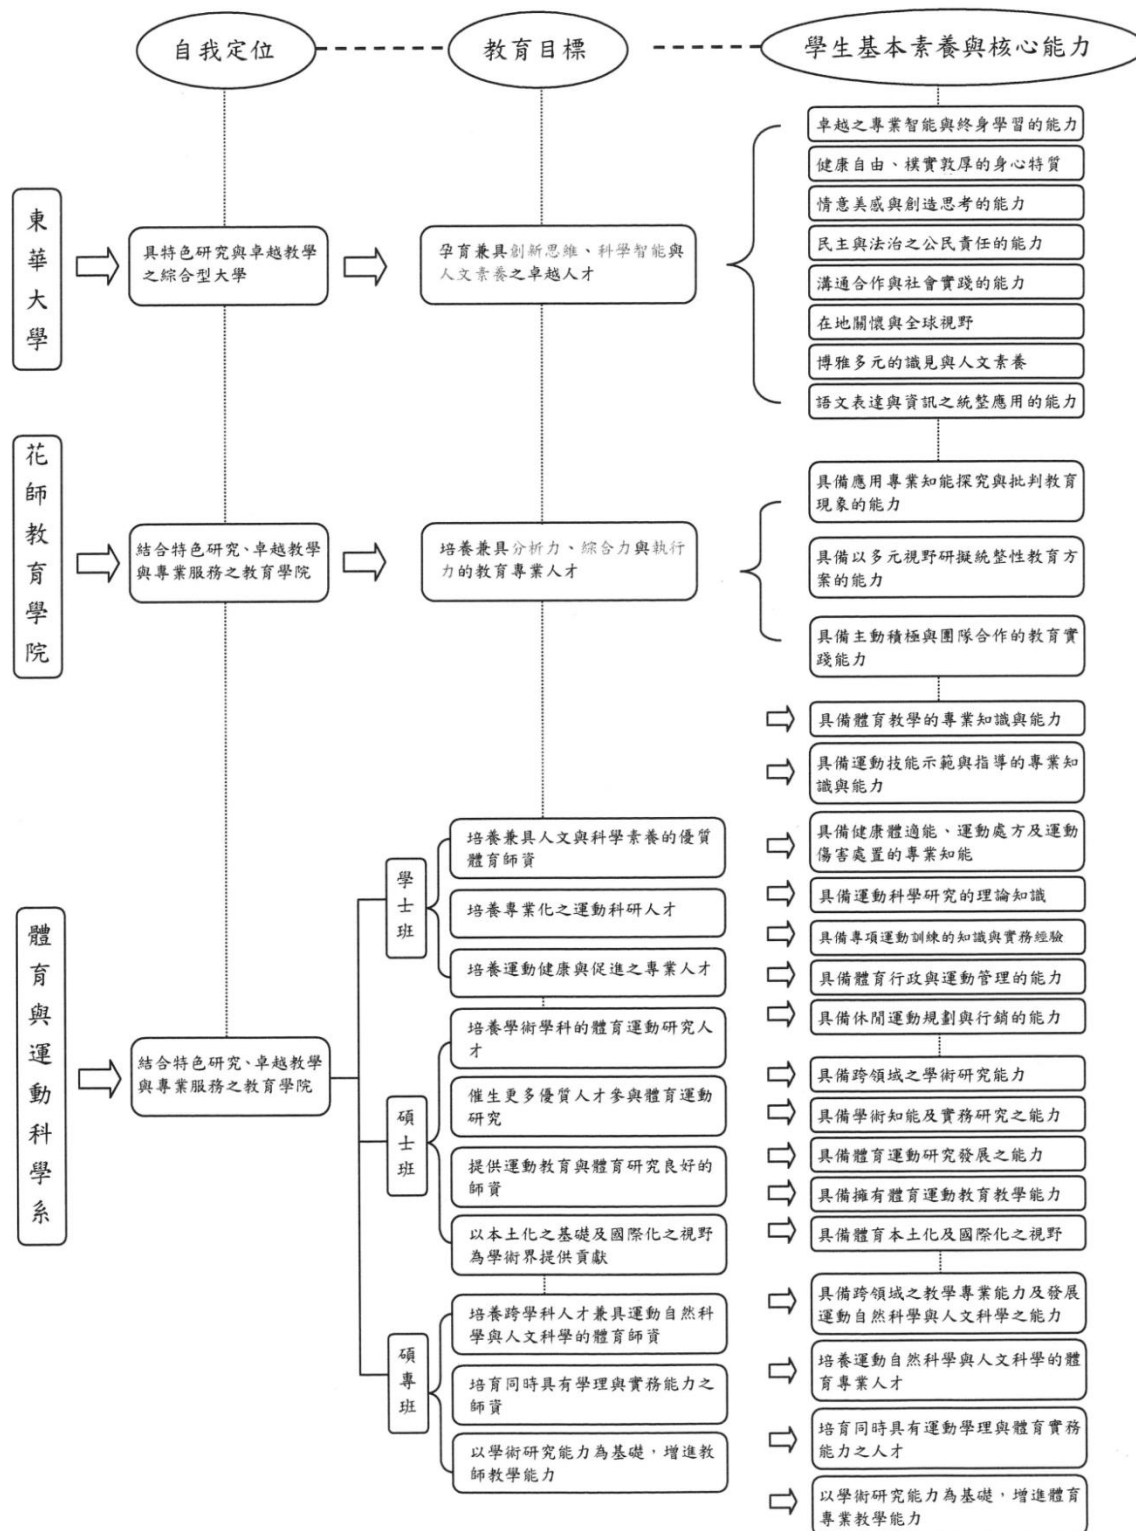 自我定位
教育目標
學生基本素養與核心能力
東華大學
具特色研究與卓越教學
之綜合型大學
孕育兼具創新思維、科學智能與
人文素養之卓越人才
卓越之專業智能與終身學習的能力
健康自由、樸實敦厚的身心特質
情意美感與創造思考的能力
民主與法治之公民責任的能力
溝通合作與社會實踐的能力
在地關懷與全球視野
博雅多元的識見與人文素養
語文表達與資訊之統整應用的能力
花師教育學院
結合特色研究、卓越教學
與專業服務之教育學院
培養兼具分析力、綜合力與執行
力的教育專業人才
具備應用專業知能探究與批判教育
現象的能力
具備以多元視野研擬統整性教育方
案的能力
具備主動積極與團隊合作的教育實
踐能力
體育與運動科學系
結合特色研究、卓越教學
與專業服務之教育學院
學士班
培養兼具人文與科學素養的優質
體育師資
培養專業化之運動科研人才
培養運動健康與促進之專業人才
具備體育教學的專業知識與能力
具備運動技能示範與指導的專業知
識與能力
具備健康體適能、運動處方及運動
傷害處置的專業知能
具備運動科學研究的理論知識
具備專項運動訓練的知識與實務經驗
具備體育行政與運動管理的能力
具備休閒運動規劃與行銷的能力
碩士班
培養學術學科的體育運動研究人
才
催生更多優質人才參與體育運動
研究
提供運動教育與體育研究良好的
師資
以本土化之基礎及國際化之視野
為學術界提供貢獻
具備跨領域之學術研究能力
具備學術知能及實務研究之能力
具備體育運動研究發展之能力
具備擁有體育運動教育教學能力
具備體育本土化及國際化之視野
碩專班
培養跨學科人才兼具運動自然科
學與人文科學的體育師資
培育同時具有學理與實務能力之
師資
以學術研究能力為基礎，增進教
師教學能力
具備跨領域之教學專業能力及發展
運動自然科學與人文科學之能力
培養運動自然科學與人文科學的體
育專業人才
培育同時具有運動學理與體育實務
能力之人才
以學術研究能力為基礎，增進體育
專業教學能力